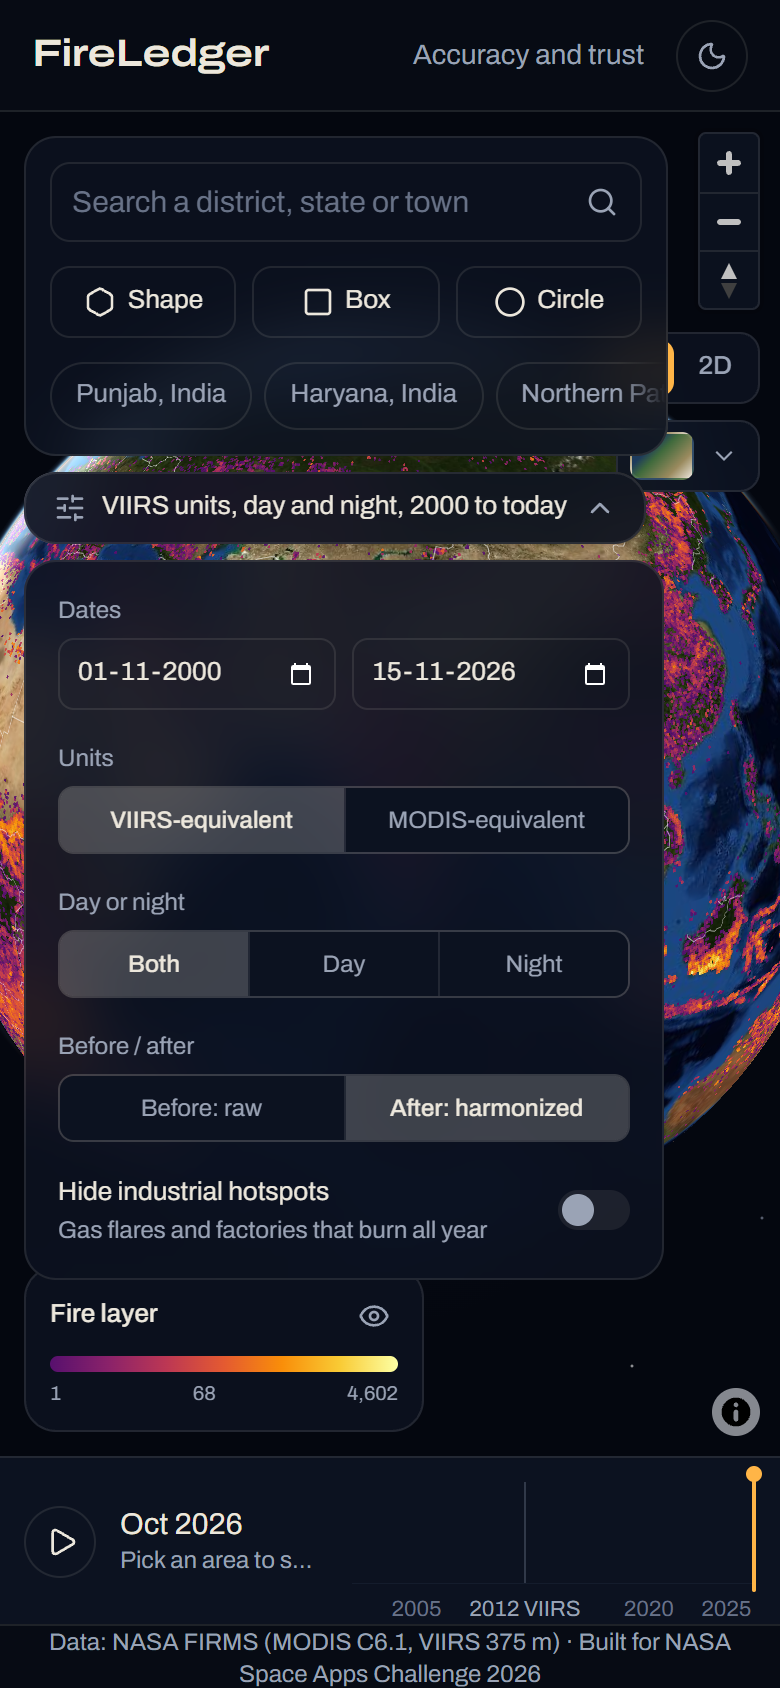 FireLedger
Accuracy and trust
Search a district, state or town
Shape
Box
Circle
2D
Punjab, India
Haryana, India
Northern Pa
VIIRS units, day and night, 2000 to today
Dates
01-11-2000
15-11-2026
Units
VIIRS-equivalent
MODIS-equivalent
Day or night
Both
Day
Night
Before / after
Before: raw
After: harmonized
Hide industrial hotspots
Gas flares and factories that burn all year
Fire layer
1
68
4,602
Oct 2026
Pick an area to s...
2005
2012 VIIRS
2020
2025
Data: NASA FIRMS (MODIS C6.1, VIIRS 375 m) · Built for NASA
Space Apps Challenge 2026